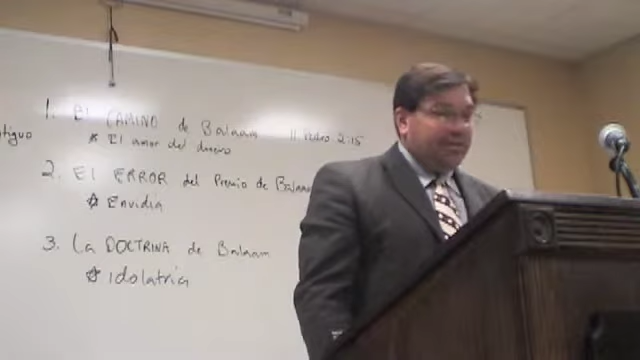 1. El CAMINO de Balaam II Pedro 2:15
tiguo
* El amor del dinero
2. El ERROR del Premio de Balaam
* Envidia
3. La DOCTRINA de Balaam
* Idolatria